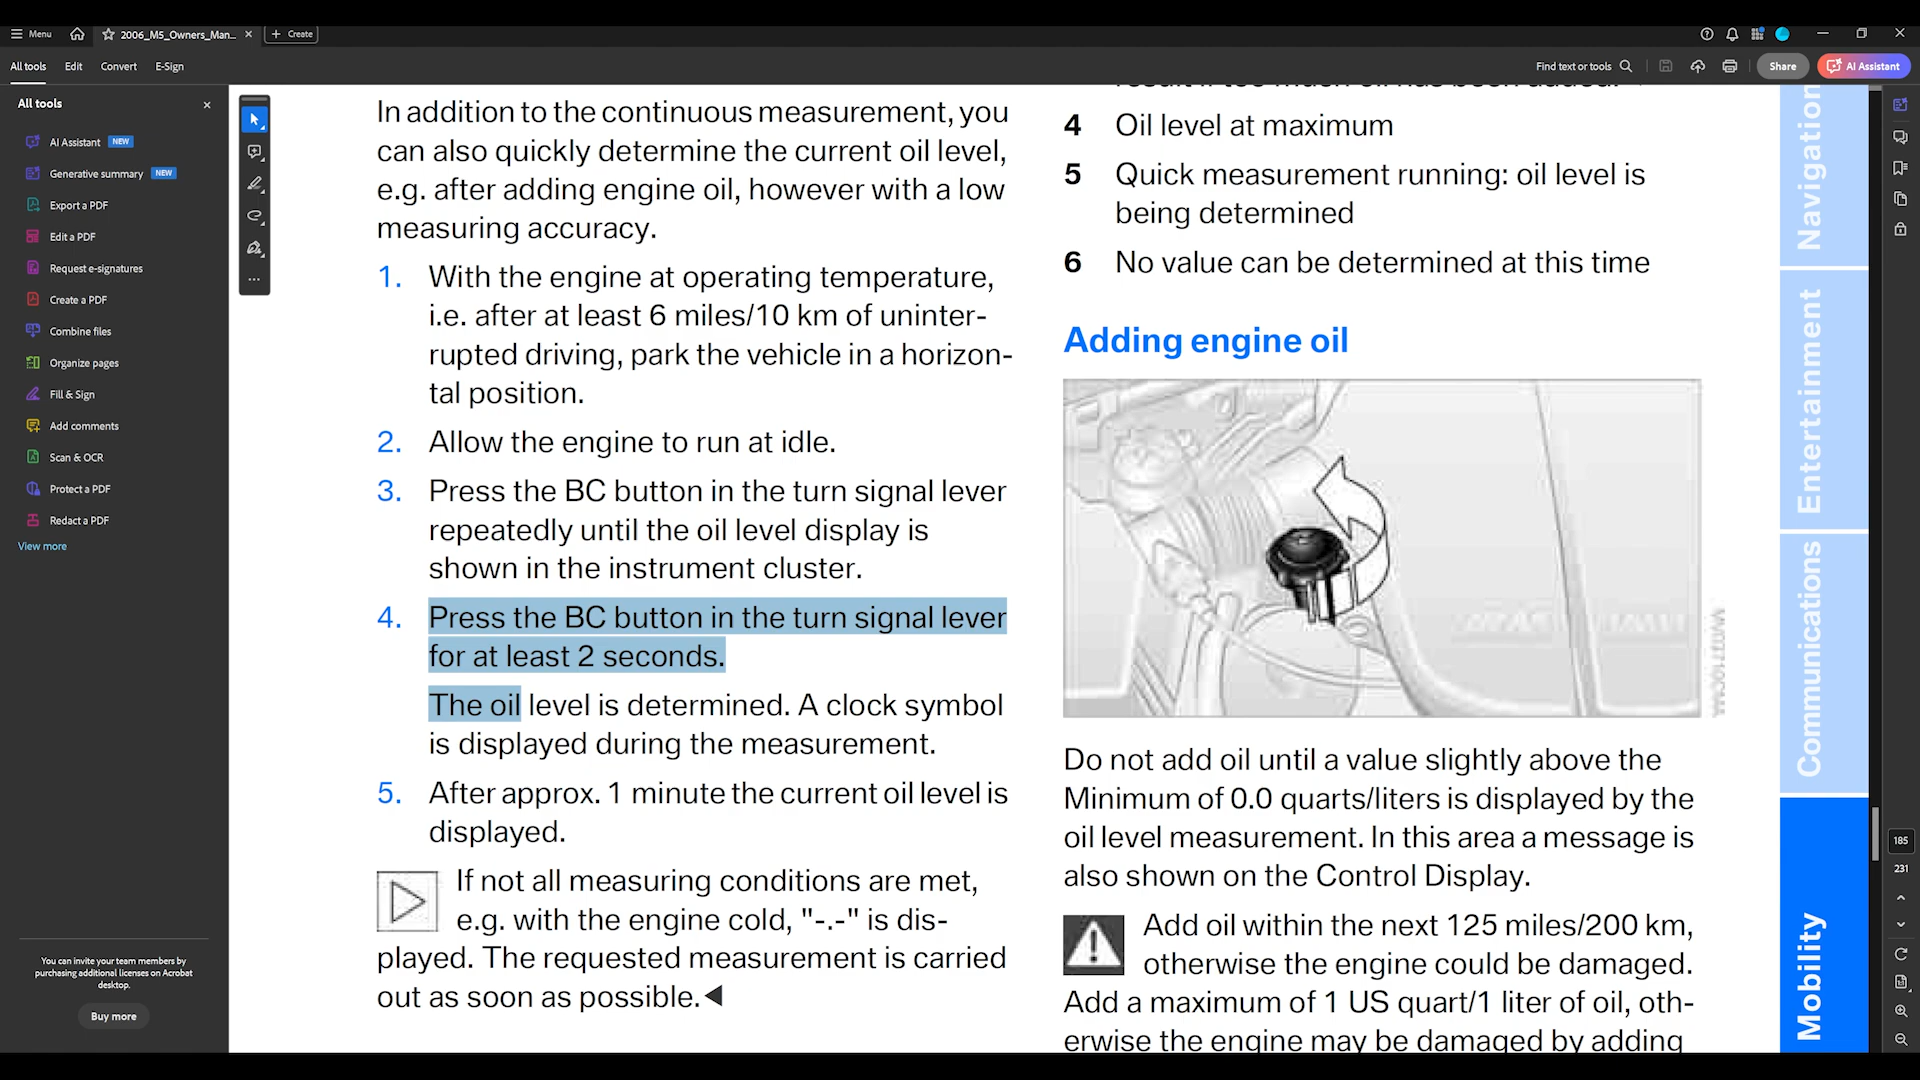 Menu
2006_M5_Owners_Man...
Create
All tools
Edit
Convert
E-Sign
Find text or tools
Share
AI Assistant
All tools
AI Assistant
NEW
Generative summary
NEW
Export a PDF
Edit a PDF
Request e-signatures
Create a PDF
Combine files
Organize pages
Fill & Sign
Add comments
Scan & OCR
Protect a PDF
Redact a PDF
View more
You can invite your team members by
purchasing additional licenses on Acrobat
desktop.
Buy more
In addition to the continuous measurement, you
can also quickly determine the current oil level,
e.g. after adding engine oil, however with a low
measuring accuracy.
1. With the engine at operating temperature,
i.e. after at least 6 miles/10 km of uninter-
rupted driving, park the vehicle in a horizon-
tal position.
2. Allow the engine to run at idle.
3. Press the BC button in the turn signal lever
repeatedly until the oil level display is
shown in the instrument cluster.
4. Press the BC button in the turn signal lever
for at least 2 seconds.
The oil level is determined. A clock symbol
is displayed during the measurement.
5. After approx. 1 minute the current oil level is
displayed.
If not all measuring conditions are met,
e.g. with the engine cold, "-.-" is dis-
played. The requested measurement is carried
out as soon as possible.
4 Oil level at maximum
5 Quick measurement running: oil level is
being determined
6 No value can be determined at this time
Adding engine oil
Do not add oil until a value slightly above the
Minimum of 0.0 quarts/liters is displayed by the
oil level measurement. In this area a message is
also shown on the Control Display.
Add oil within the next 125 miles/200 km,
otherwise the engine could be damaged.
Add a maximum of 1 US quart/1 liter of oil, oth-
erwise the engine may be damaged by adding
Navigation
Entertainment
Communications
Mobility
185
231